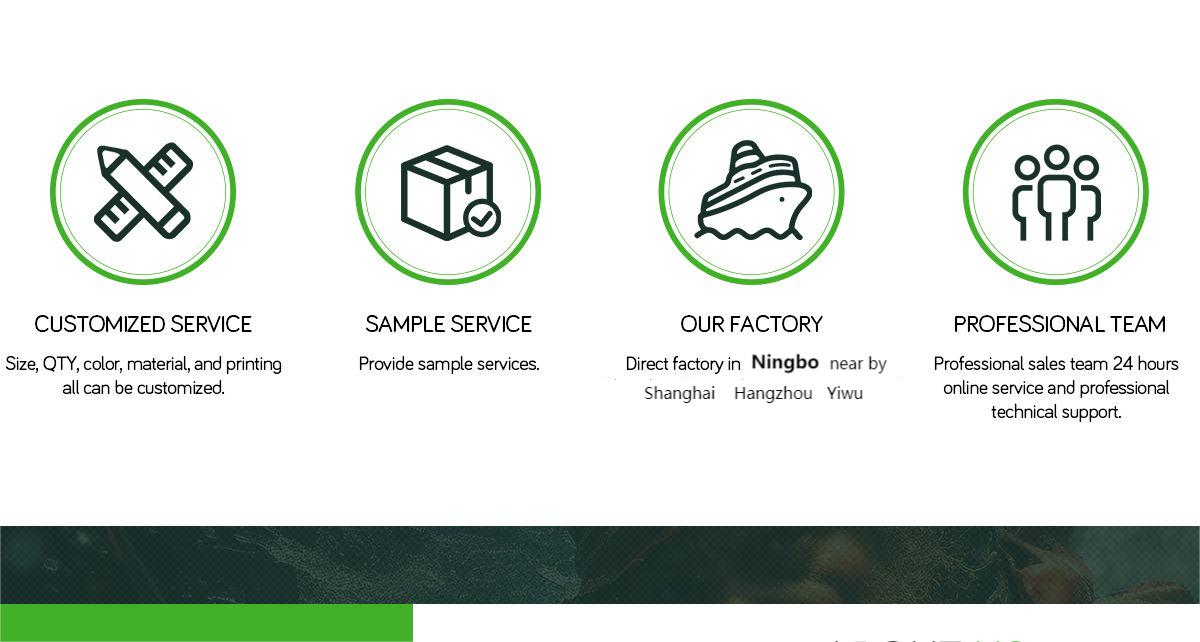 CUSTOMIZED SERVICE
Size, QTY, color, material, and printing
all can be customized.
SAMPLE SERVICE
Provide sample services.
OUR FACTORY
Direct factory in Ningbo near by
Shanghai Hangzhou Yiwu
PROFESSIONAL TEAM
Professional sales team 24 hours
online service and professional
technical support.